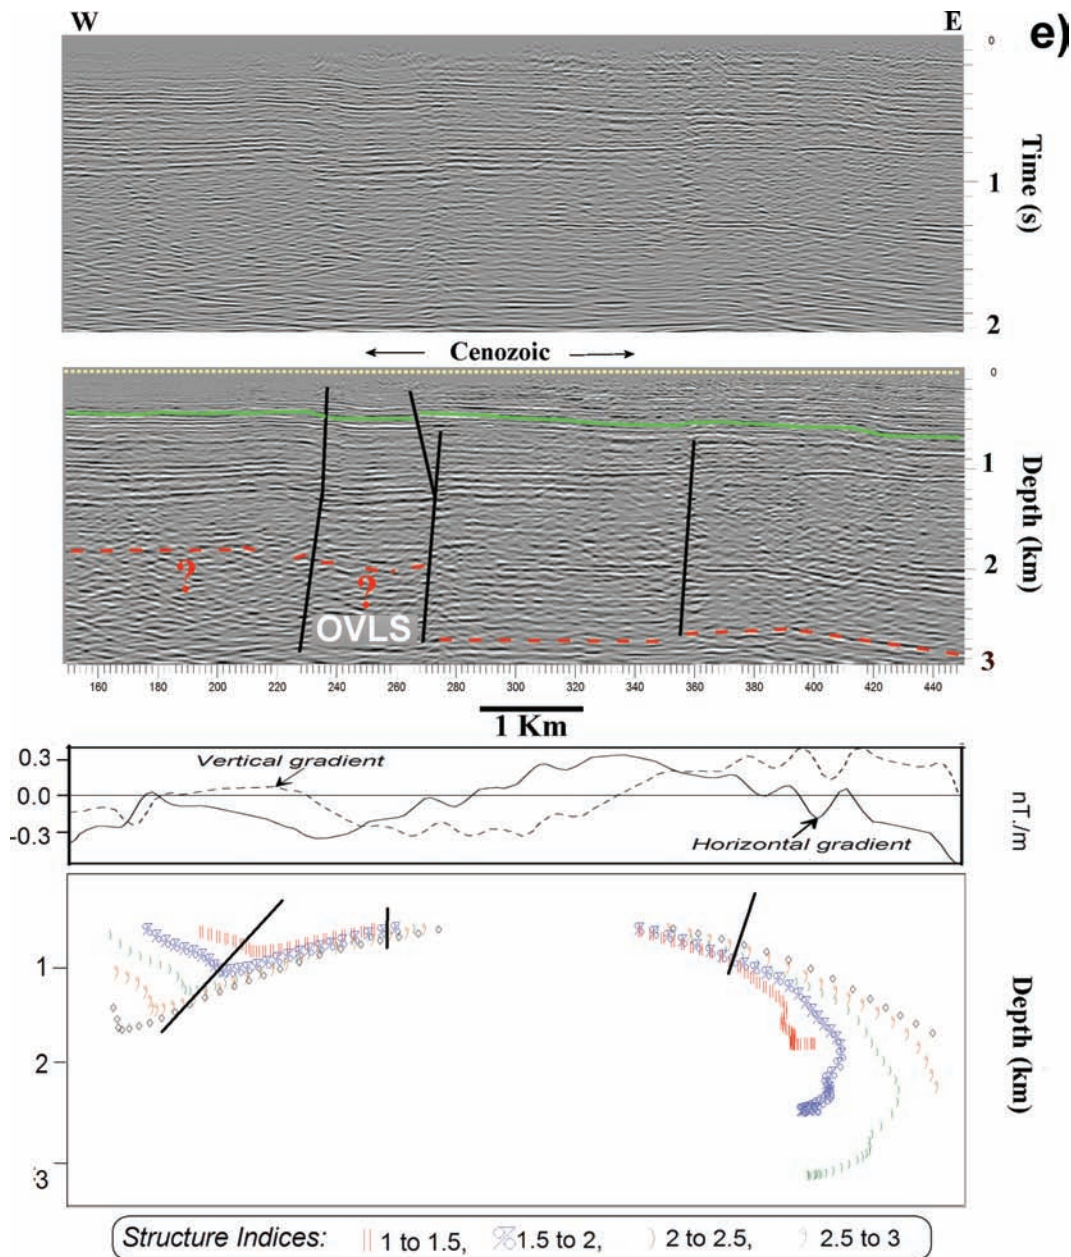 W
E
e)
0
1
2
Time (s)
Cenozoic
0
1
2
3
Depth (km)
?
?
OVLS
160 180 200 220 240 260 280 300 320 340 360 380 400 420 440
1 Km
0.3
0.0
-0.3
Vertical gradient
Horizontal gradient
nT./m
1
2
3
Depth (km)
Structure Indices: 1 to 1.5, 1.5 to 2, 2 to 2.5, 2.5 to 3